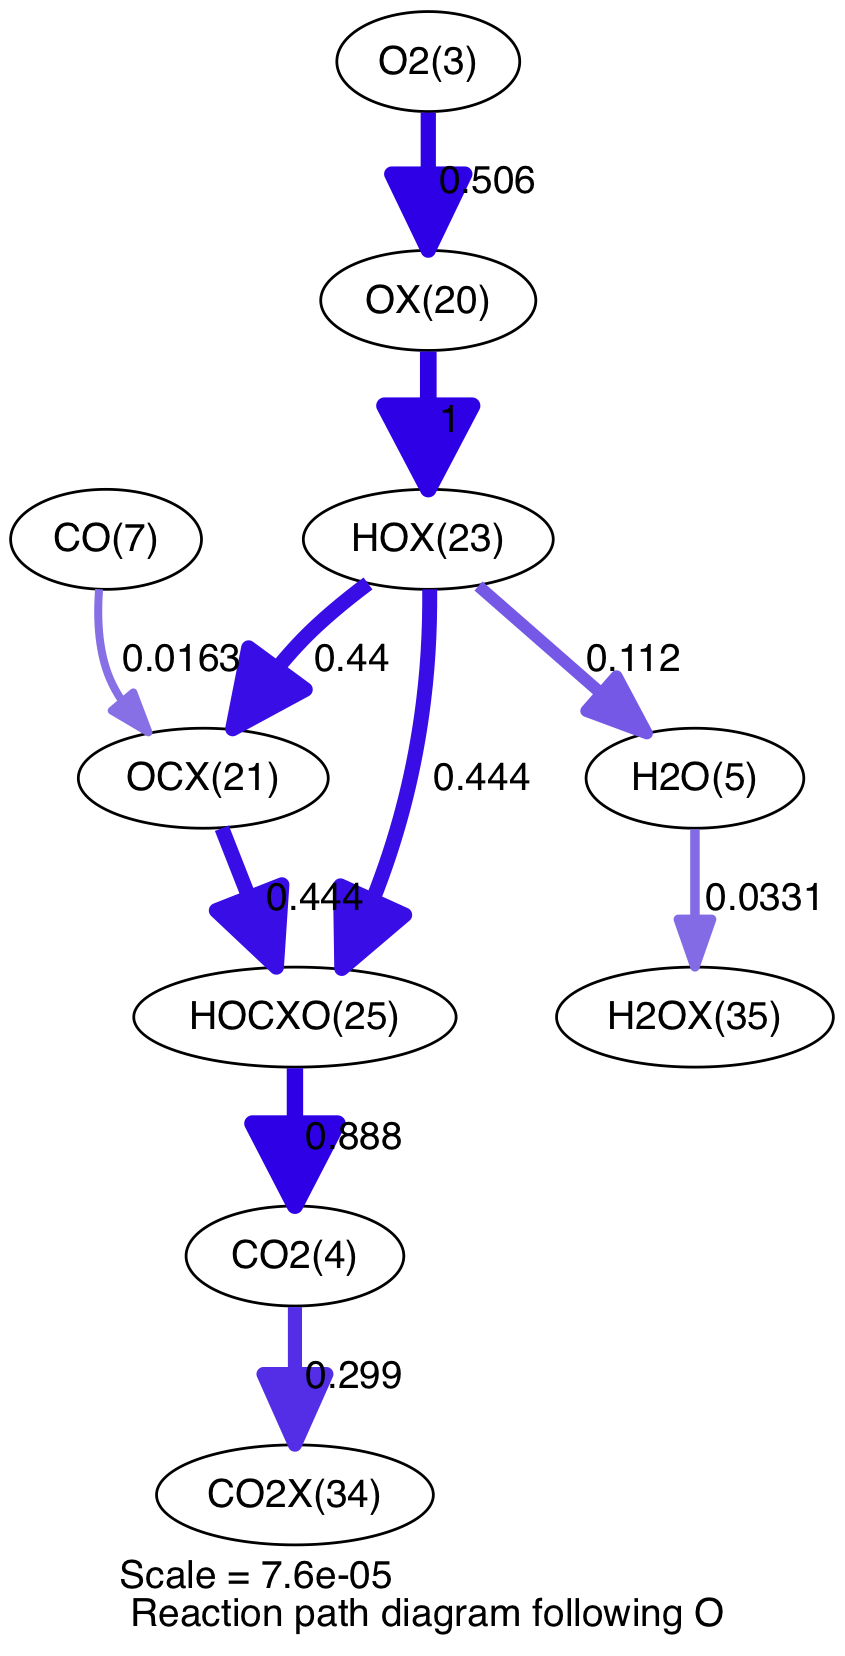 O2(3)
0.506
OX(20)
1
CO(7)
HOX(23)
0.0163
0.44
0.112
OCX(21)
0.444
H2O(5)
0.444
0.0331
HOCXO(25)
H2OX(35)
0.888
CO2(4)
0.299
CO2X(34)
Scale = 7.6e-05
Reaction path diagram following O